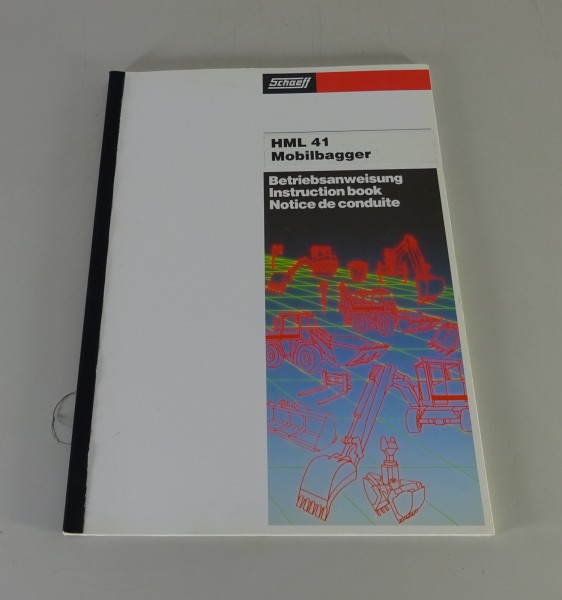 Schaeff
HML 41
Mobilbagger
Betriebsanweisung
Instruction book
Notice de conduite